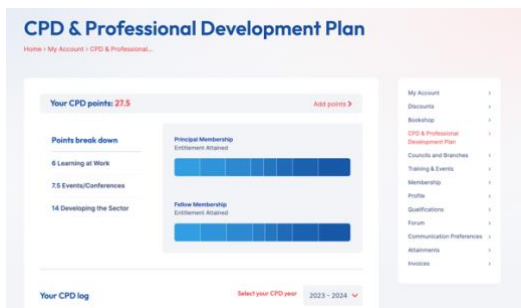 CPD & Professional Development Plan
Home › My Account › CPD & Professional...
Your CPD points: 27.5
Add points ›
Points break down
6 Learning at Work
7.5 Events/Conferences
14 Developing the Sector
Principal Membership
Entitlement Attained
Fellow Membership
Entitlement Attained
Your CPD log
Select your CPD year
2023 - 2024
My Account
Discounts
Bookshop
CPD & Professional
Development Plan
Councils and Branches
Training & Events
Membership
Profile
Qualifications
Forum
Communication Preferences
Attainments
Invoices